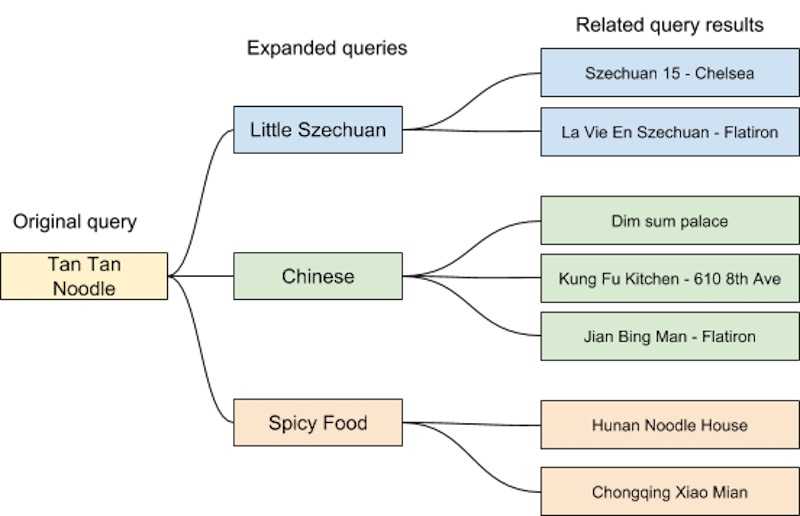 Related query results
Expanded queries
Szechuan 15 - Chelsea
Little Szechuan
La Vie En Szechuan - Flatiron
Original query
Dim sum palace
Tan Tan
Noodle
Chinese
Kung Fu Kitchen - 610 8th Ave
Jian Bing Man - Flatiron
Spicy Food
Hunan Noodle House
Chongqing Xiao Mian